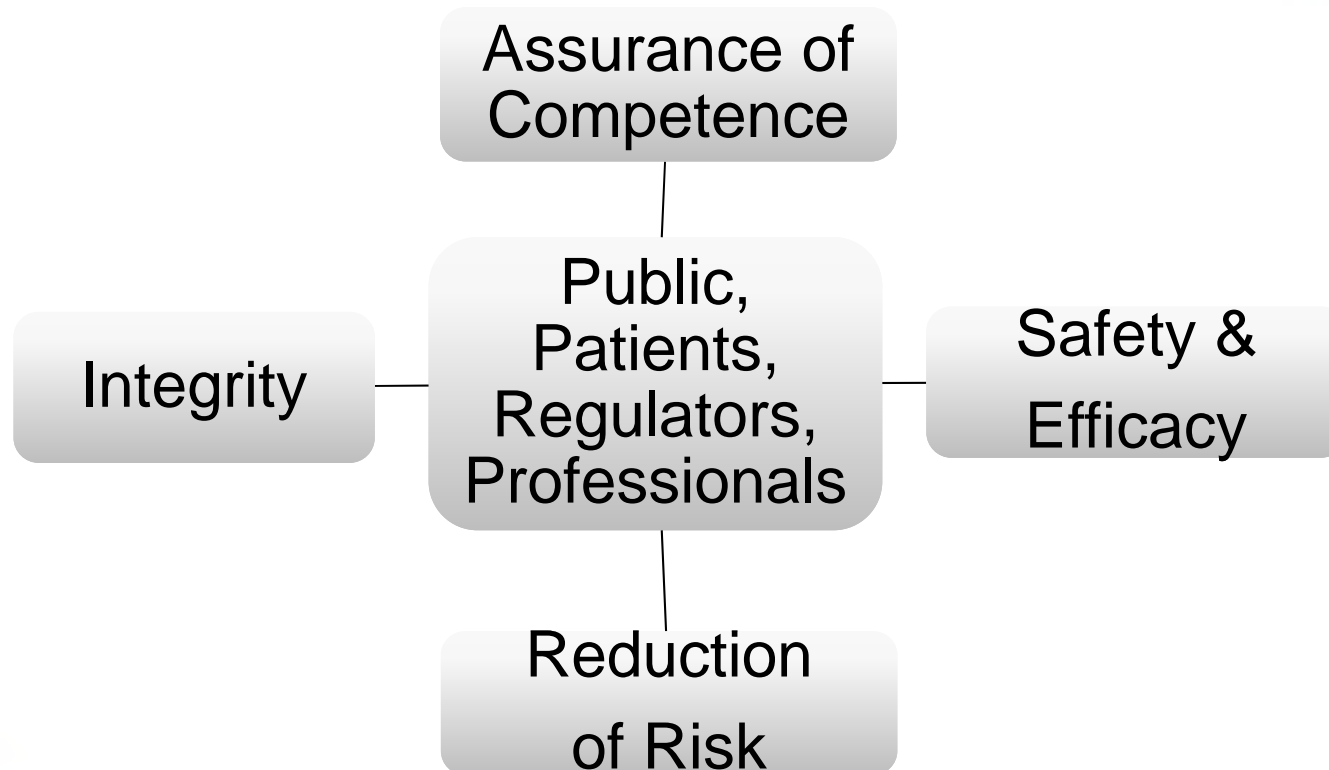 Assurance of
Competence
Public,
Patients,
Regulators,
Professionals
Integrity
Safety &
Efficacy
Reduction
of Risk